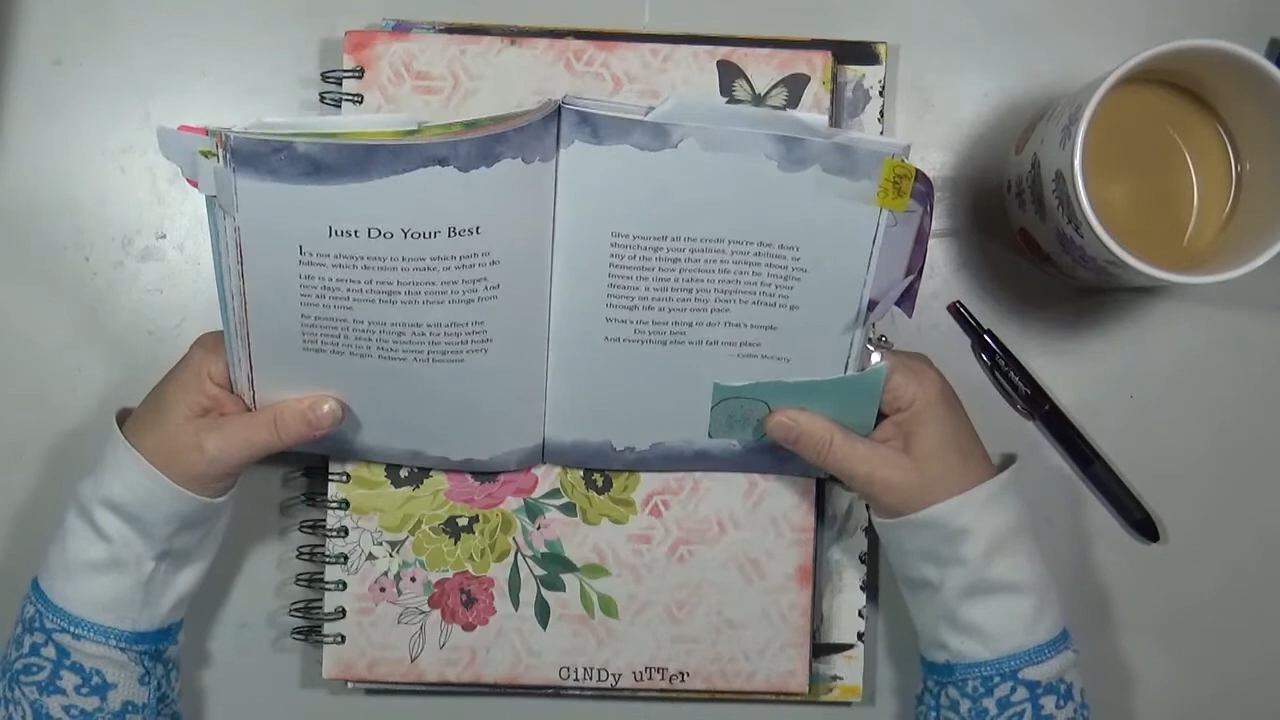 Just Do Your Best
It's not always easy to know which path to
follow, which decision to make, or what to do.
Life is a series of new horizons, new hopes,
new days, and changes that come to you. And
we all need some help with these things from
time to time.
Be positive, for your attitude will affect the
outcome of many things. Ask for help when
you need it; seek the wisdom the world holds
and hold on to it. Make some progress every
single day. Begin. Believe. And become.
Give yourself all the credit you're due; don't
shortchange your qualities, your abilities, or
any of the things that are so unique about you.
Remember how precious life can be. Imagine
Invest the time it takes to reach out for your
dreams; it will bring you happiness that no
money on earth can buy. Don't be afraid to go
through life at your own pace.
What's the best thing to do? That's simple.
Do your best.
And everything else will fall into place.
— Collin McCarty
CiNDy uTTer